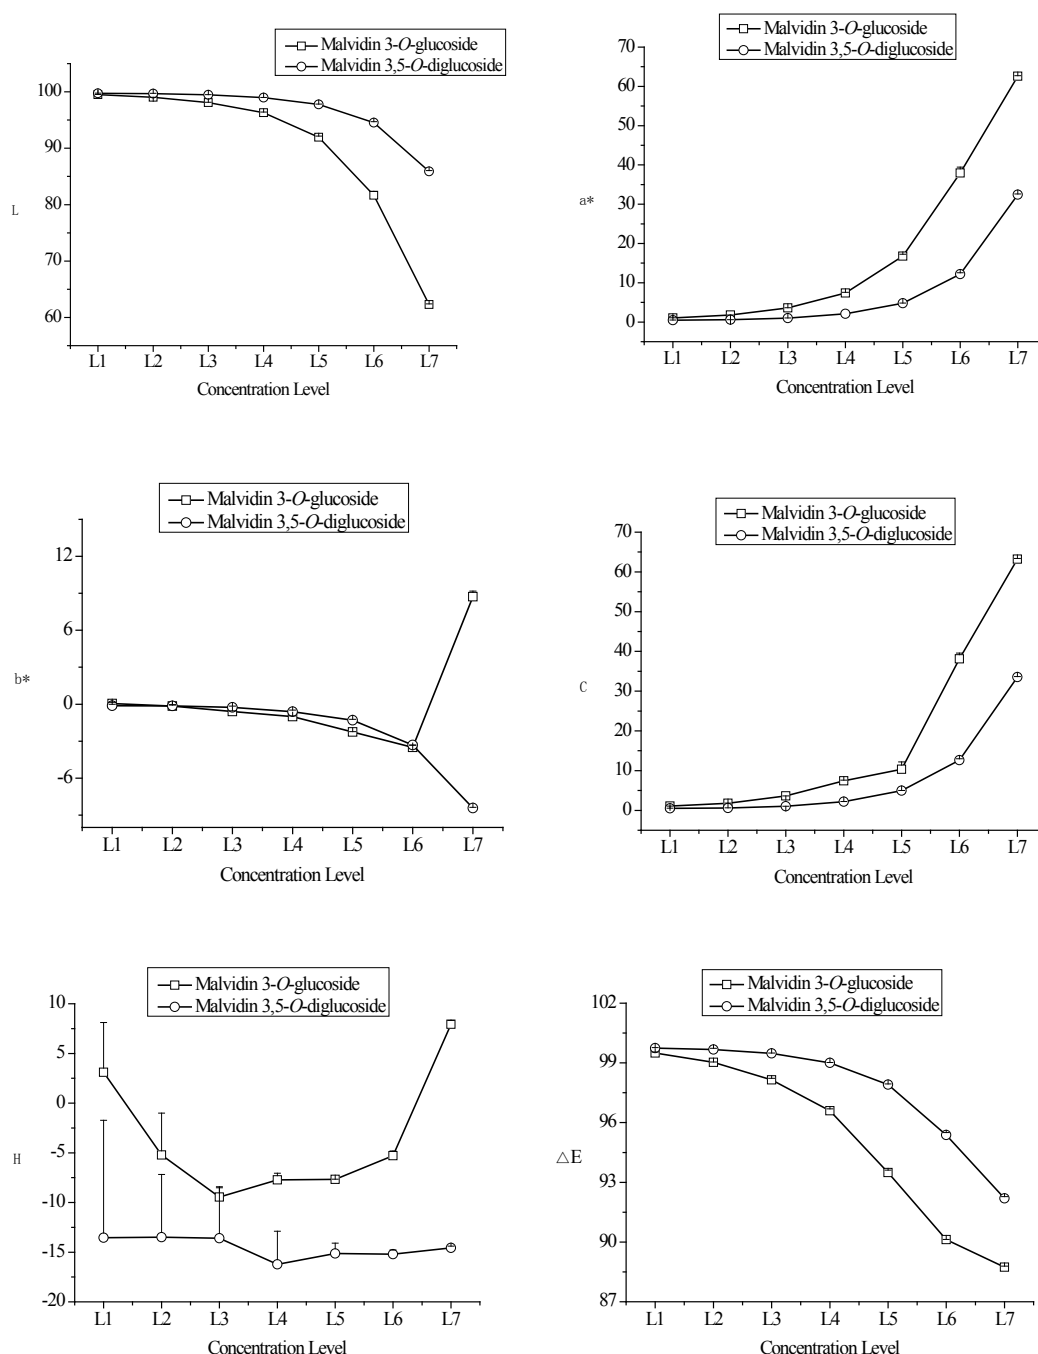 Malvidin 3-O-glucoside
Malvidin 3,5-O-diglucoside
100
90
80
70
60
L
L1 L2 L3 L4 L5 L6 L7
Concentration Level
Malvidin 3-O-glucoside
Malvidin 3,5-O-diglucoside
70
60
50
40
30
20
10
0
a*
L1 L2 L3 L4 L5 L6 L7
Concentration Level
Malvidin 3-O-glucoside
Malvidin 3,5-O-diglucoside
12
6
0
-6
b*
L1 L2 L3 L4 L5 L6 L7
Concentration Level
Malvidin 3-O-glucoside
Malvidin 3,5-O-diglucoside
70
60
50
40
30
20
10
0
C
L1 L2 L3 L4 L5 L6 L7
Concentration Level
Malvidin 3-O-glucoside
Malvidin 3,5-O-diglucoside
10
5
0
-5
-10
-15
-20
H
L1 L2 L3 L4 L5 L6 L7
Concentration Level
Malvidin 3-O-glucoside
Malvidin 3,5-O-diglucoside
102
99
96
93
90
87
△E
L1 L2 L3 L4 L5 L6 L7
Concentration Level